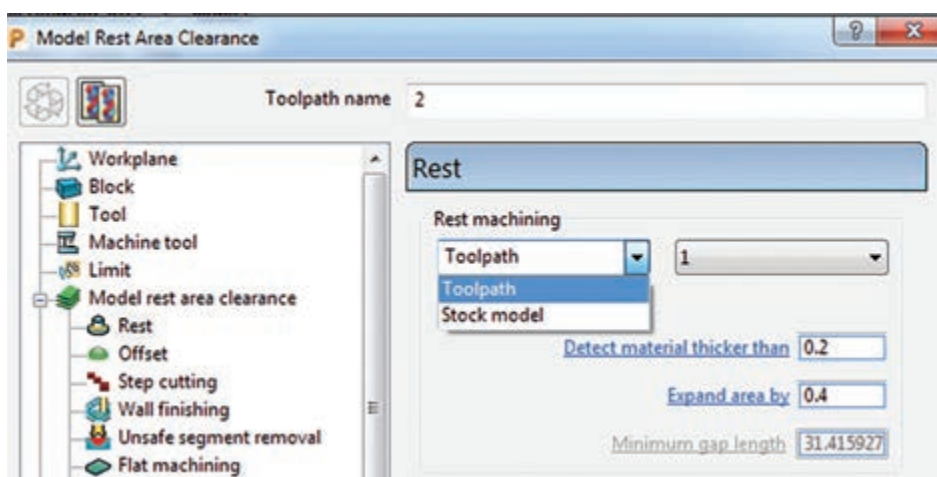 Model Rest Area Clearance
Toolpath name 2
Workplane
Block
Tool
Machine tool
Limit
Model rest area clearance
Rest
Offset
Step cutting
Wall finishing
Unsafe segment removal
Flat machining
Rest
Rest machining
Toolpath 1
Toolpath
Stock model
Detect material thicker than 0.2
Expand area by 0.4
Minimum gap length 31.415927